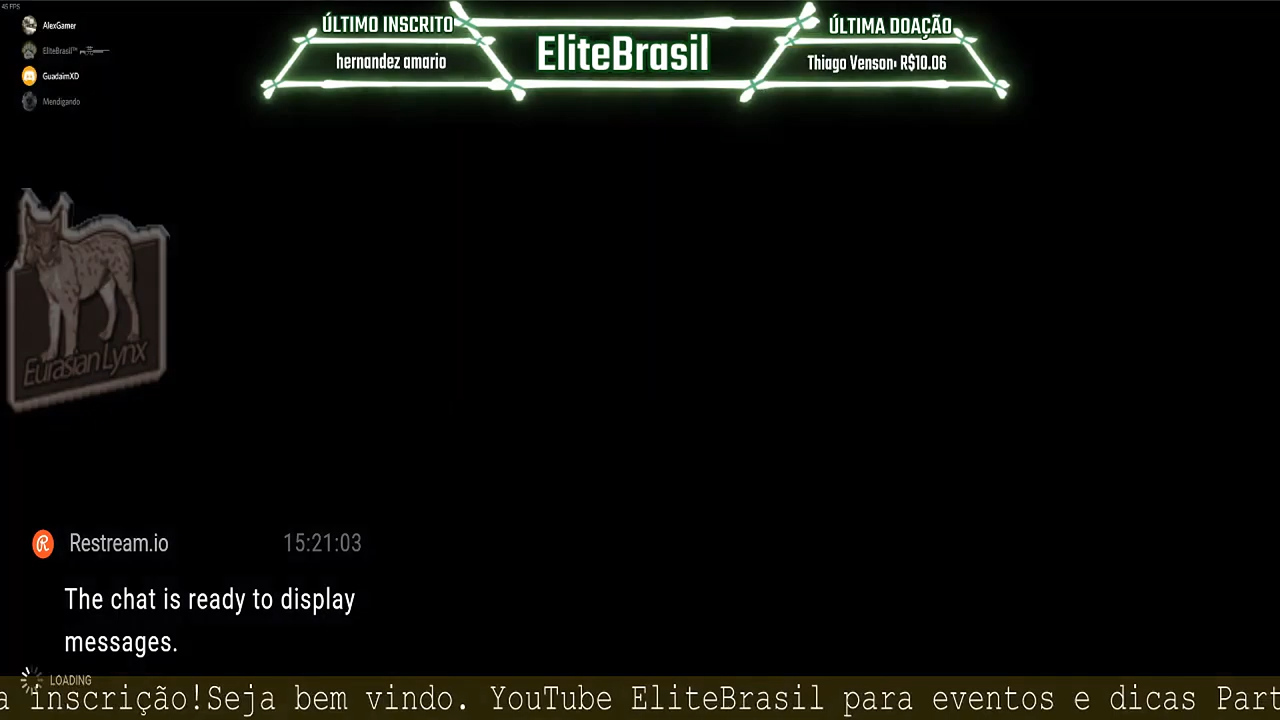 45 FPS
AlexGamer
EliteBrasil™
GuadaimXD
Mendigando
ÚLTIMO INSCRITO
hernandez amario
EliteBrasil
ÚLTIMA DOAÇÃO
Thiago Venson• R$10.06
Eurasian Lynx
Restream.io 15:21:03
The chat is ready to display
messages.
LOADING
a inscrição!Seja bem vindo. YouTube EliteBrasil para eventos e dicas Part